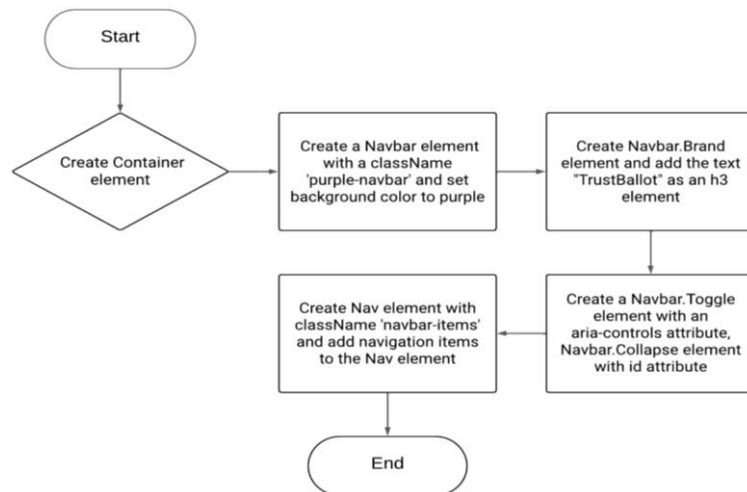 Start
Create Container
element
Create a Navbar element
with a className
'purple-navbar' and set
background color to purple
Create Navbar.Brand
element and add the text
"TrustBallot" as an h3
element
Create a Navbar.Toggle
element with an
aria-controls attribute,
Navbar.Collapse element
with id attribute
Create Nav element with
className 'navbar-items'
and add navigation items
to the Nav element
End